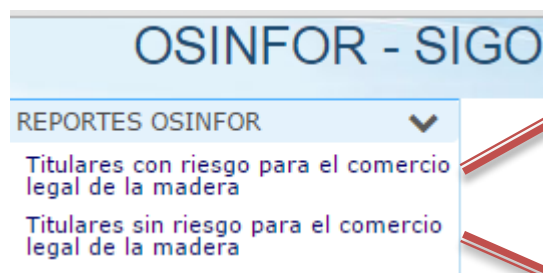 OSINFOR - SIGO
REPORTES OSINFOR
Titulares con riesgo para el comercio
legal de la madera
Titulares sin riesgo para el comercio
legal de la madera